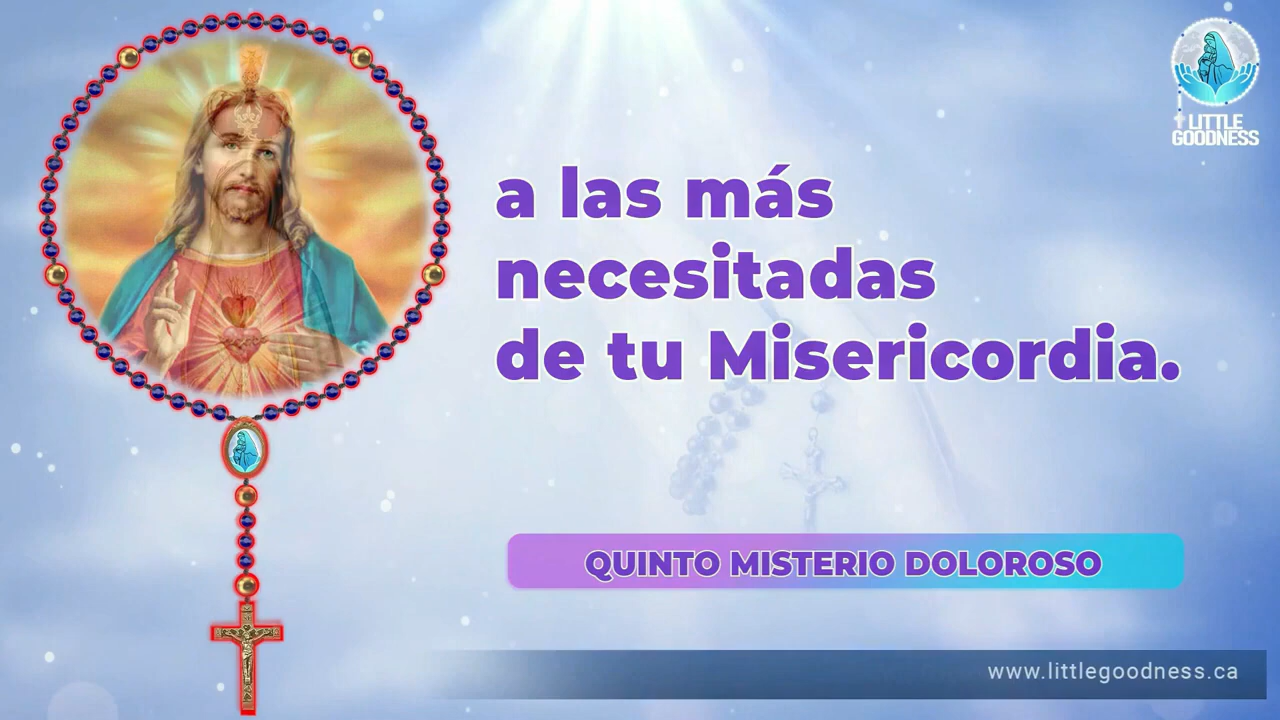 LITTLE
GOODNESS
a las más
necesitadas
de tu Misericordia.
QUINTO MISTERIO DOLOROSO
www.littlegoodness.ca